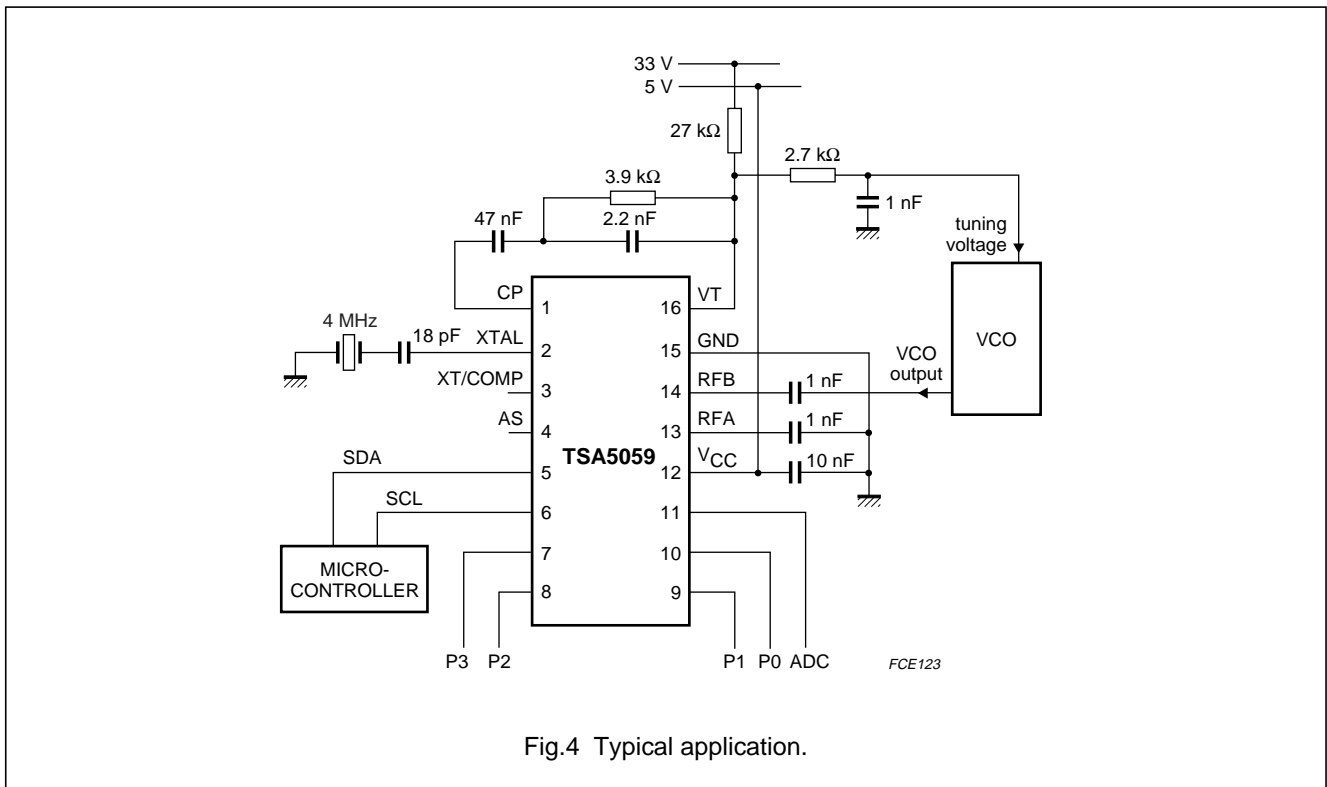 33 V
5 V
27 kΩ
2.7 kΩ
3.9 kΩ
1 nF
47 nF
2.2 nF
tuning
voltage
CP
VT
1
16
4 MHz
18 pF
XTAL
GND
2
15
VCO
VCO
output
XT/COMP
RFB
1 nF
3
14
AS
RFA
1 nF
4
13
TSA5059
SDA
VCC
10 nF
5
12
SCL
6
11
MICRO-
CONTROLLER
7
10
8
9
P3 P2
P1 P0 ADC
FCE123
Fig.4 Typical application.